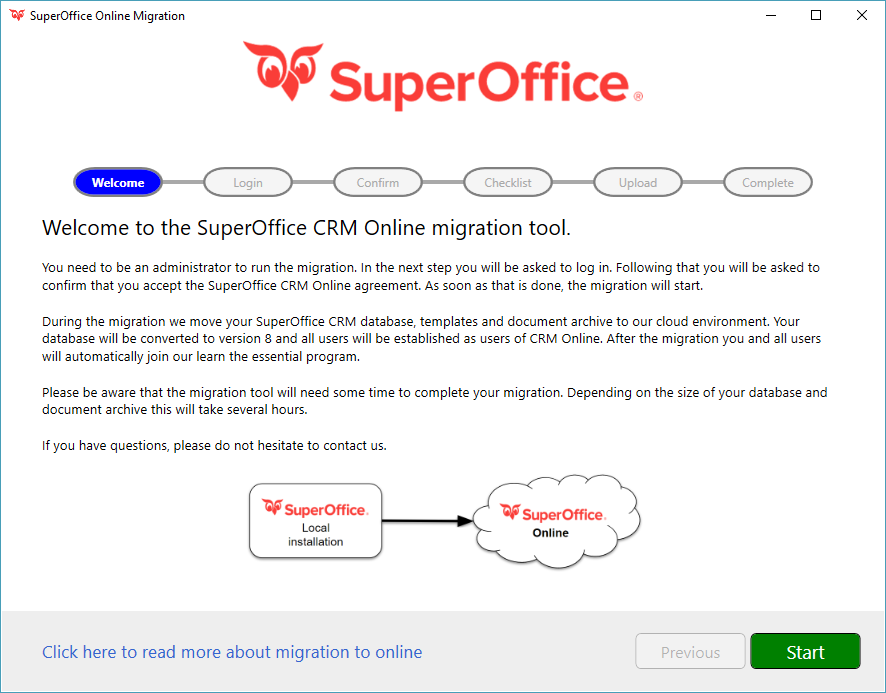 SuperOffice Online Migration
SuperOffice®
Welcome
Login
Confirm
Checklist
Upload
Complete
Welcome to the SuperOffice CRM Online migration tool.
You need to be an administrator to run the migration. In the next step you will be asked to log in. Following that you will be asked to
confirm that you accept the SuperOffice CRM Online agreement. As soon as that is done, the migration will start.
During the migration we move your SuperOffice CRM database, templates and document archive to our cloud environment. Your
database will be converted to version 8 and all users will be established as users of CRM Online. After the migration you and all users
will automatically join our learn the essential program.
Please be aware that the migration tool will need some time to complete your migration. Depending on the size of your database and
document archive this will take several hours.
If you have questions, please do not hesitate to contact us.
SuperOffice.
Local
installation
SuperOffice.
Online
Click here to read more about migration to online
Previous
Start